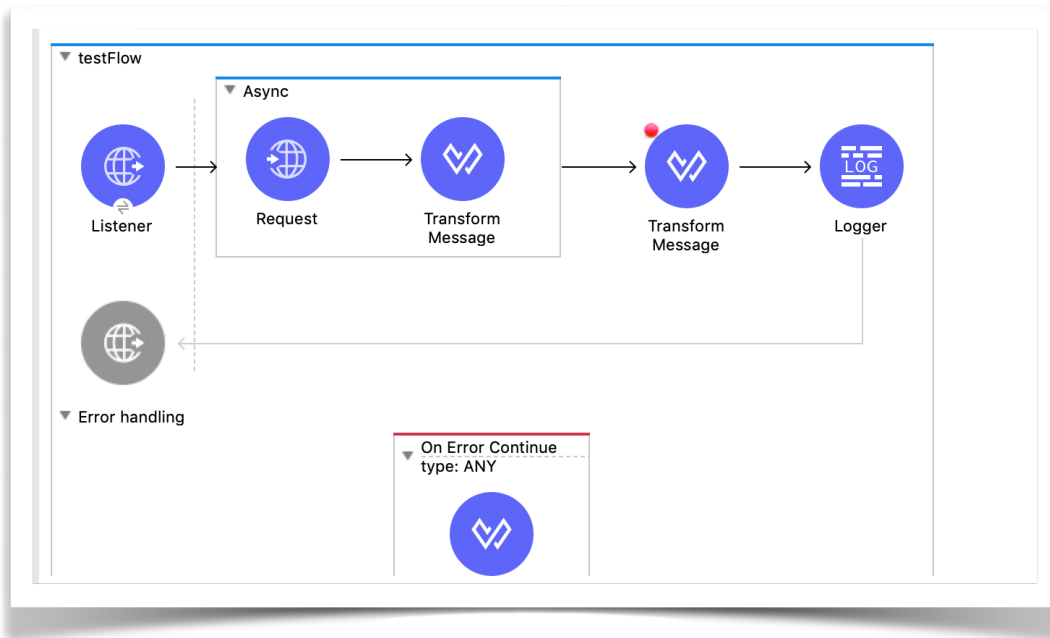 testFlow
Async
Listener
Request
Transform
Message
Transform
Message
LOG
Logger
Error handling
On Error Continue
type: ANY